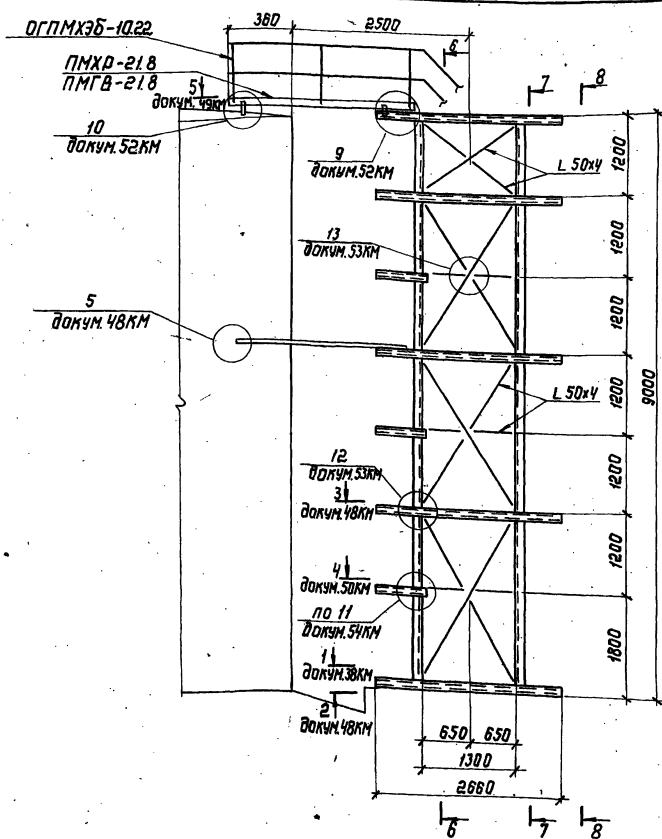 380
2500
ОГПМХЭБ-10.22
6
ПМХР-21.8
ПМГВ-21.8
5
докум. 49КМ
7
8
10
докум. 52КМ
9
докум. 52КМ
L 50х4
1200
13
докум. 53КМ
1200
5
докум. 48КМ
1200
9000
L 50х4
1200
12
докум. 53КМ
3
докум. 48КМ
1200
4
докум. 50КМ
1200
по 11
докум. 54КМ
1
докум. 38КМ
1800
2
докум. 48КМ
650
650
1300
2660
6
7
8